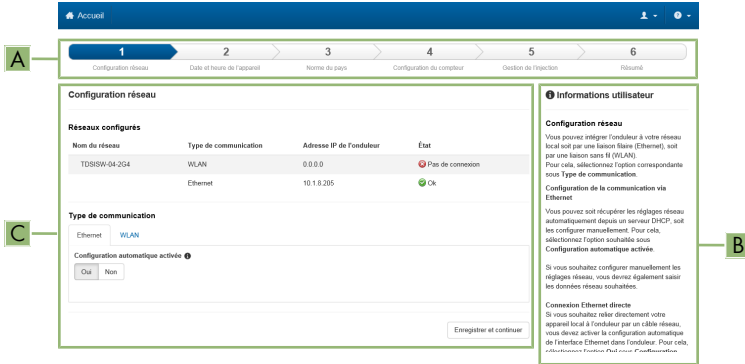 Accueil
A
1 2 3 4 5 6
Configuration réseau Date et heure de l'appareil Norme du pays Configuration du compteur Gestion de l'injection Résumé
C
Configuration réseau
Réseaux configurés
Nom du réseau Type de communication Adresse IP de l'onduleur État
TDSISW-04-2G4 WLAN 0.0.0.0 Pas de connexion
Ethernet 10.1.8.205 Ok
Type de communication
Ethernet WLAN
Configuration automatique activée
Oui Non
Enregistrer et continuer
B
Informations utilisateur
Configuration réseau
Vous pouvez intégrer l'onduleur à votre réseau
local soit par une liaison filaire (Ethernet), soit
par une liaison sans fil (WLAN).
Pour cela, sélectionnez l'option correspondante
sous Type de communication.
Configuration de la communication via
Ethernet
Vous pouvez soit récupérer les réglages réseau
automatiquement depuis un serveur DHCP, soit
les configurer manuellement. Pour cela,
sélectionnez l'option souhaitée sous
Configuration automatique activée.
Si vous souhaitez configurer manuellement les
réglages réseau, vous devrez également saisir
les données réseau souhaitées.
Connexion Ethernet directe
Si vous souhaitez relier directement votre
appareil local à l'onduleur par un câble réseau,
vous devez activer la configuration automatique
de l'interface Ethernet dans l'onduleur. Pour cela,
sélectionnez l'option Oui sous Configuration